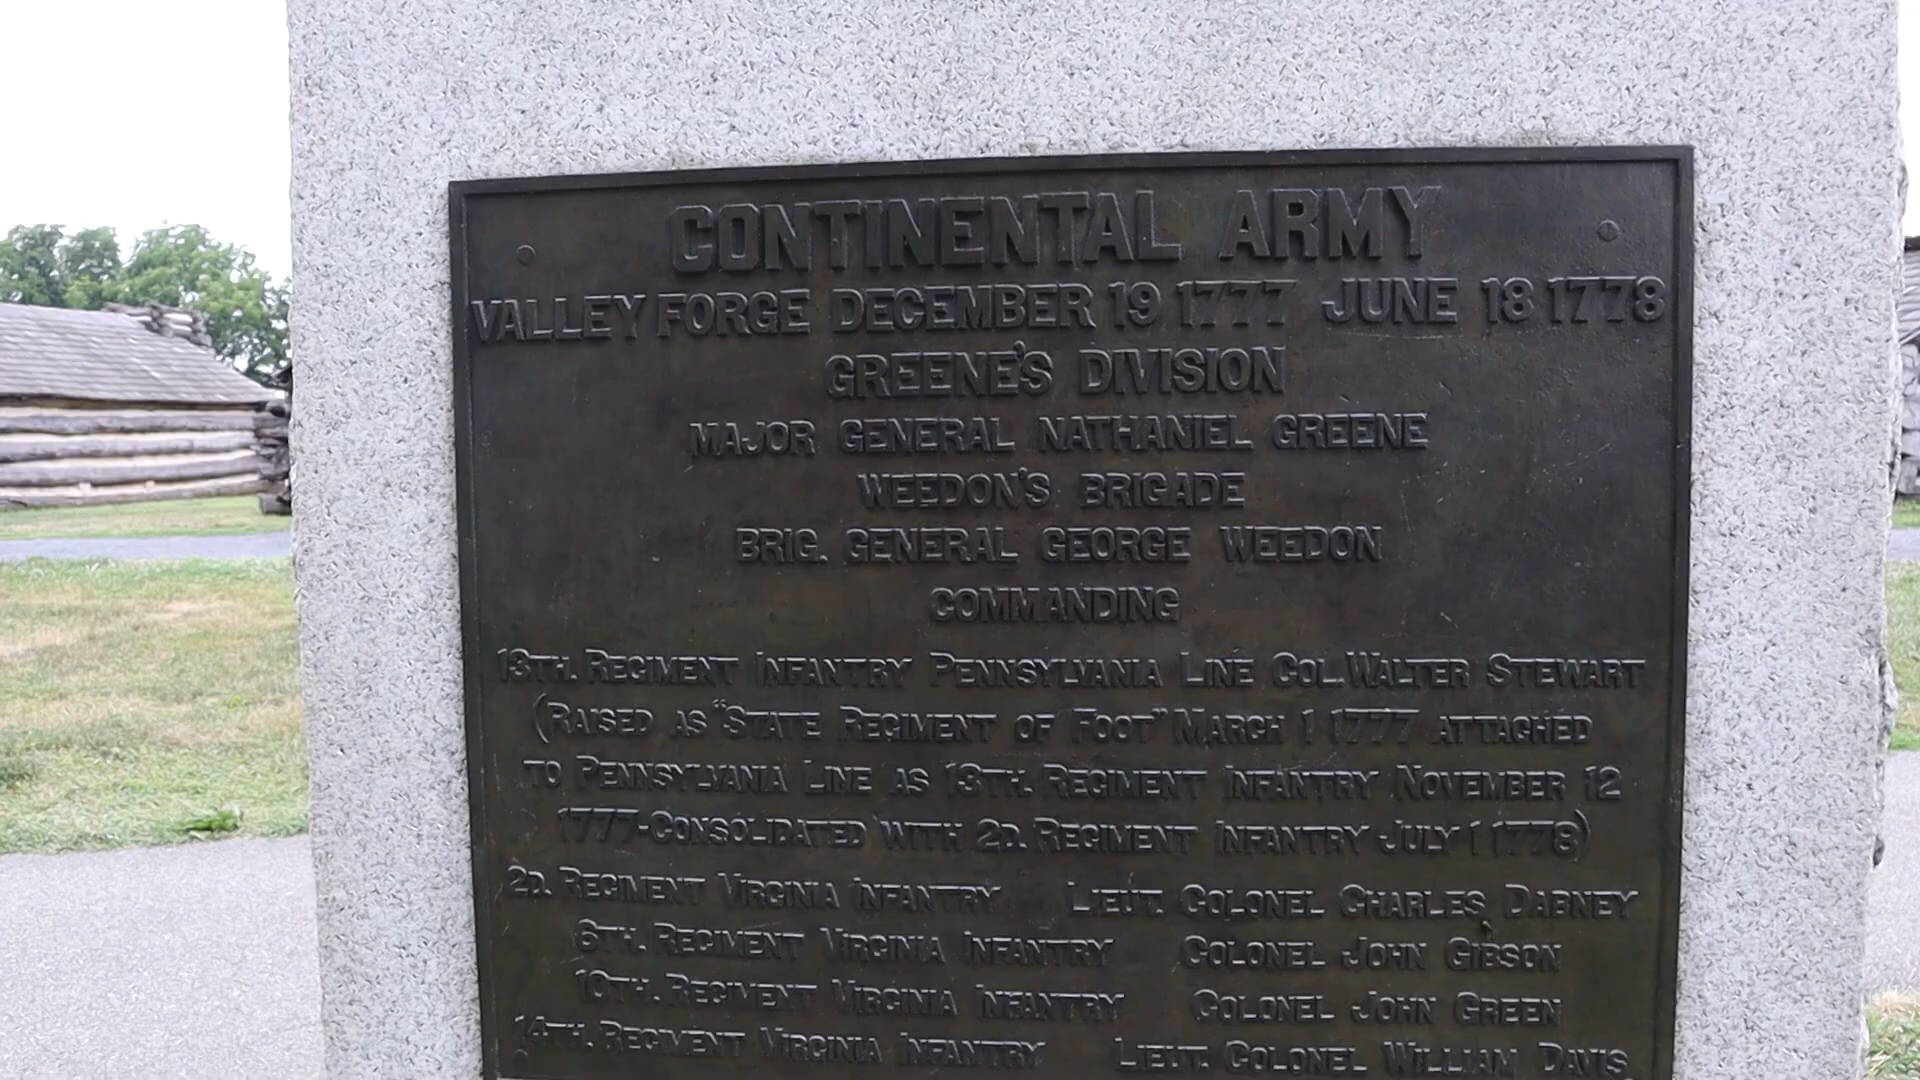 CONTINENTAL ARMY
VALLEY FORGE DECEMBER 19 1777 JUNE 18 1778
GREENE'S DIVISION
MAJOR GENERAL NATHANIEL GREENE
WEEDON'S BRIGADE
BRIG. GENERAL GEORGE WEEDON
COMMANDING
13TH. REGIMENT INFANTRY PENNSYLVANIA LINE COL. WALTER STEWART
(RAISED AS "STATE REGIMENT OF FOOT" MARCH 1 1777 ATTACHED
TO PENNSYLVANIA LINE AS 13TH. REGIMENT INFANTRY NOVEMBER 12
1777-CONSOLIDATED WITH 2D. REGIMENT INFANTRY JULY 1 1778)
2D. REGIMENT VIRGINIA INFANTRY LIEUT. COLONEL CHARLES DABNEY
6TH. REGIMENT VIRGINIA INFANTRY COLONEL JOHN GIBSON
10TH. REGIMENT VIRGINIA INFANTRY COLONEL JOHN GREEN
14TH. REGIMENT VIRGINIA INFANTRY LIEUT. COLONEL WILLIAM DAVIS